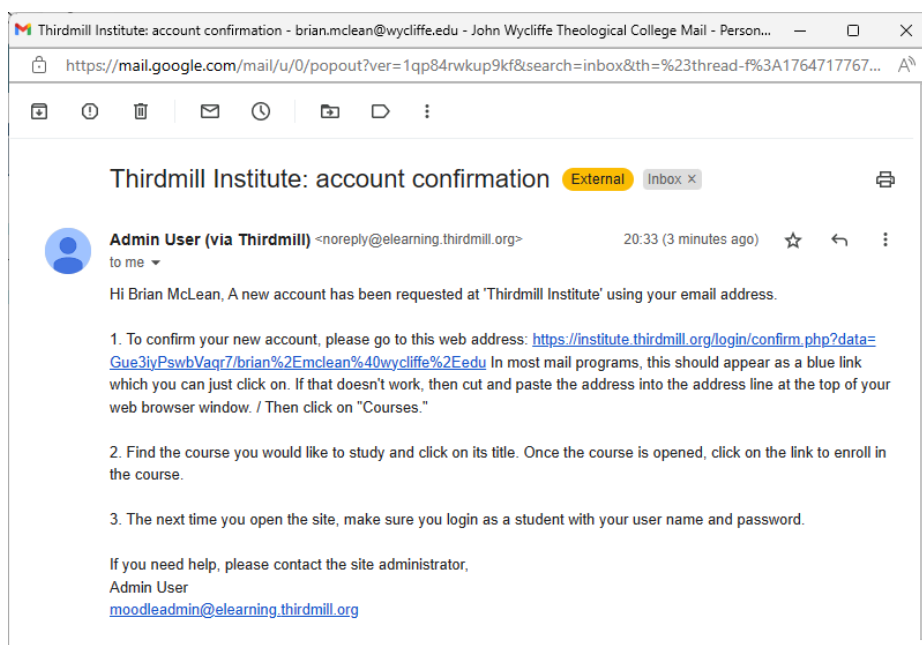 Thirdmill Institute: account confirmation - brian.mclean@wycliffe.edu - John Wycliffe Theological College Mail - Person...
https://mail.google.com/mail/u/0/popout?ver=1qp84rwkup9kf&search=inbox&th=%23thread-f%3A1764717767...
Thirdmill Institute: account confirmation External Inbox ×
Admin User (via Thirdmill) <noreply@elearning.thirdmill.org> 20:33 (3 minutes ago)
to me
Hi Brian McLean, A new account has been requested at 'Thirdmill Institute' using your email address.
1. To confirm your new account, please go to this web address: https://institute.thirdmill.org/login/confirm.php?data=
Gue3iyPswbVaqr7/brian%2Emclean%40wycliffe%2Eedu In most mail programs, this should appear as a blue link
which you can just click on. If that doesn't work, then cut and paste the address into the address line at the top of your
web browser window. / Then click on "Courses."
2. Find the course you would like to study and click on its title. Once the course is opened, click on the link to enroll in
the course.
3. The next time you open the site, make sure you login as a student with your user name and password.
If you need help, please contact the site administrator,
Admin User
moodleadmin@elearning.thirdmill.org